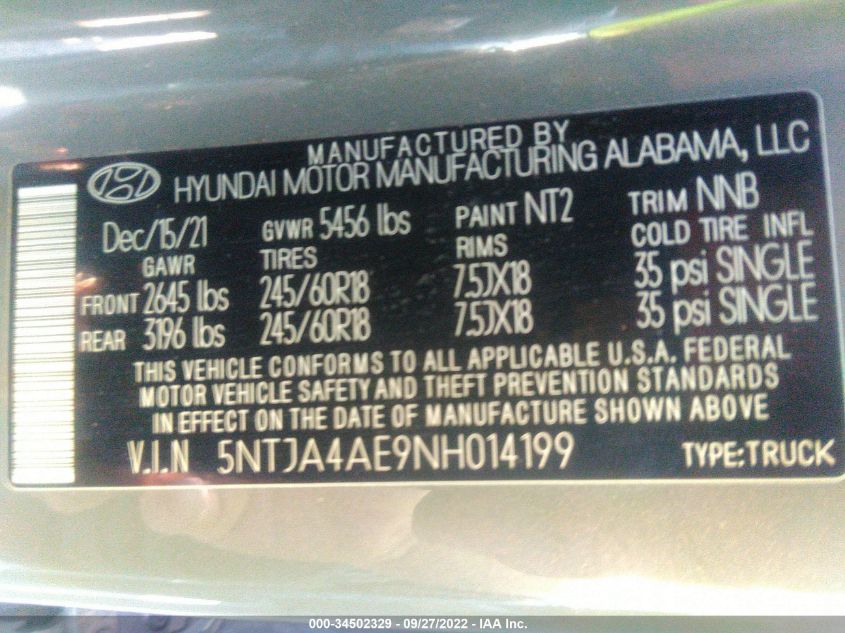 MANUFACTURED BY
HYUNDAI MOTOR MANUFACTURING ALABAMA, LLC
Dec/15/21 GVWR 5456 lbs PAINT NT2 TRIM NNB
GAWR TIRES RIMS COLD TIRE INFL
FRONT 2645 lbs 245/60R18 7.5JX18 35 psi SINGLE
REAR 3196 lbs 245/60R18 7.5JX18 35 psi SINGLE
THIS VEHICLE CONFORMS TO ALL APPLICABLE U.S.A. FEDERAL
MOTOR VEHICLE SAFETY AND THEFT PREVENTION STANDARDS
IN EFFECT ON THE DATE OF MANUFACTURE SHOWN ABOVE
V.I.N 5NTJA4AE9NH014199 TYPE:TRUCK
000-34502329 - 09/27/2022 - IAA Inc.